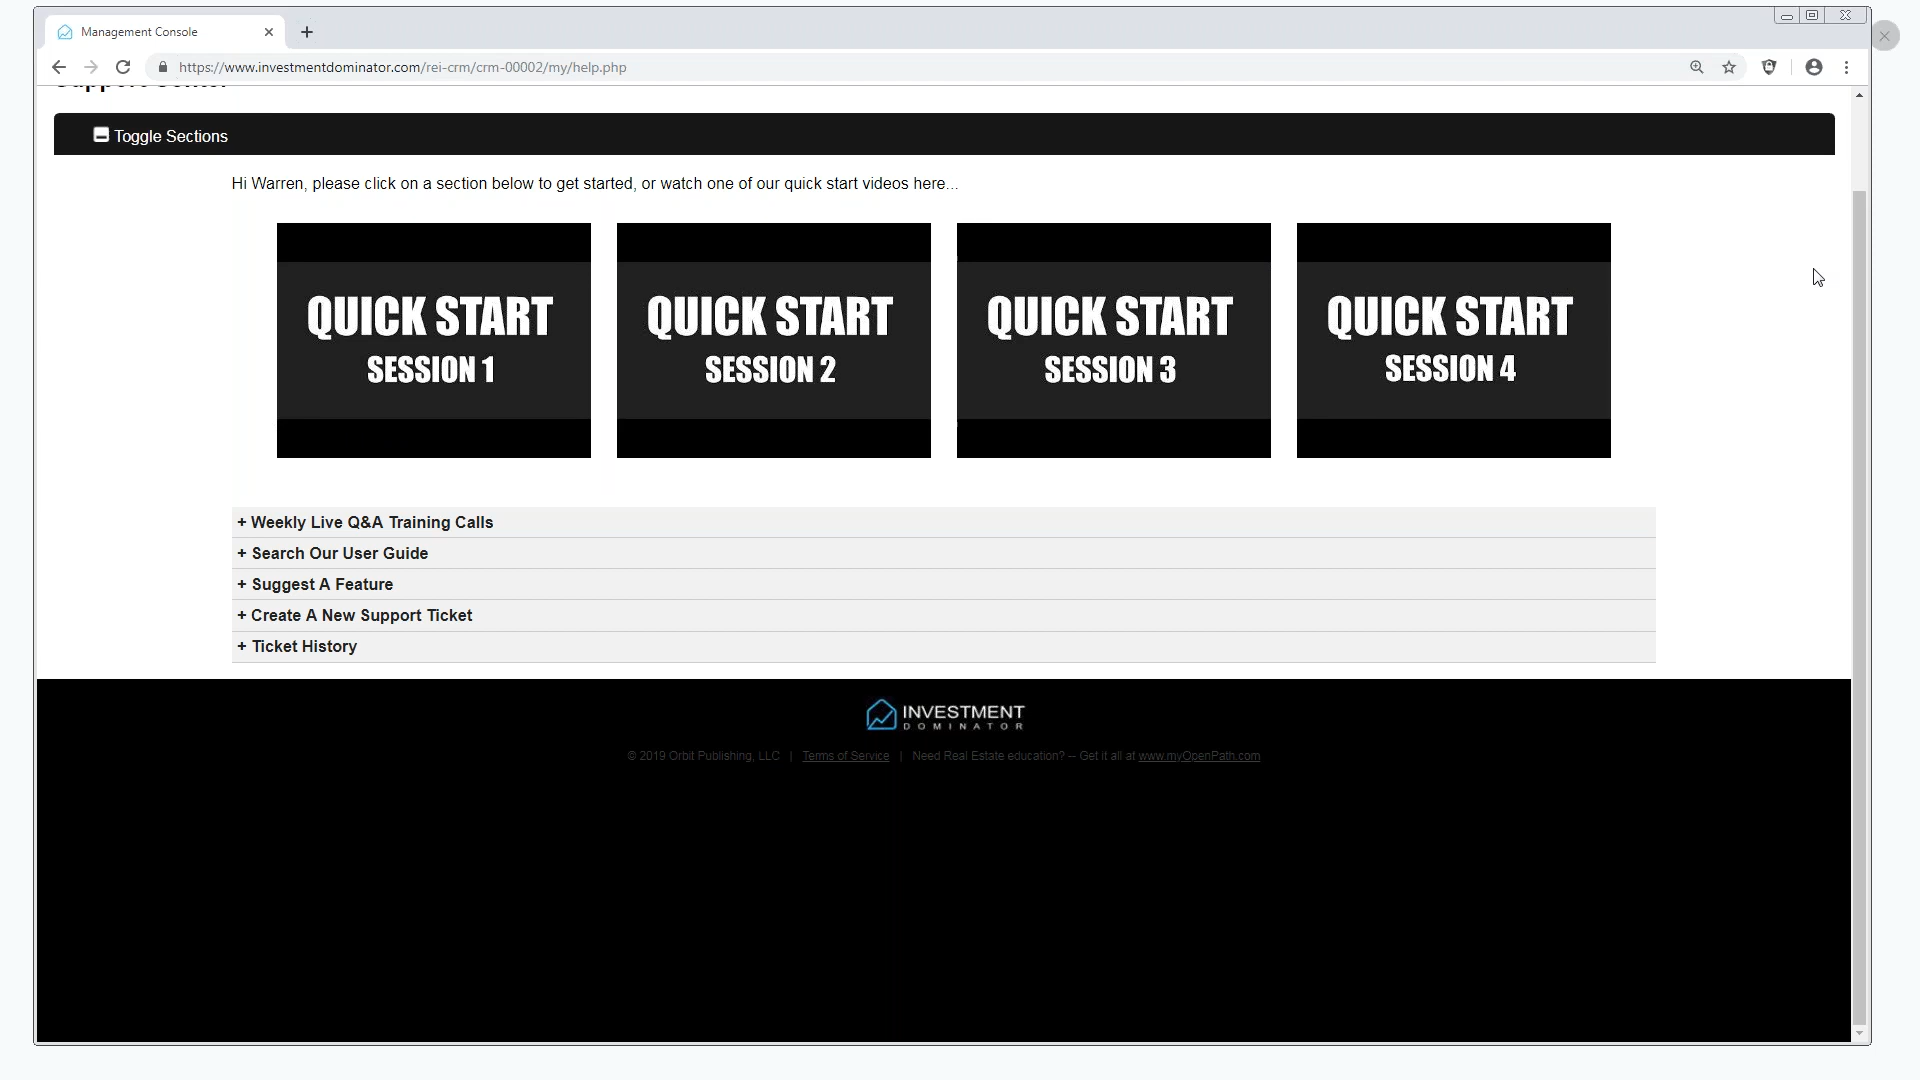 Management Console
https://www.investmentdominator.com/rei-crm/crm-00002/my/help.php
Support Center
Toggle Sections
Hi Warren, please click on a section below to get started, or watch one of our quick start videos here...
QUICK START
SESSION 1
QUICK START
SESSION 2
QUICK START
SESSION 3
QUICK START
SESSION 4
+ Weekly Live Q&A Training Calls
+ Search Our User Guide
+ Suggest A Feature
+ Create A New Support Ticket
+ Ticket History
INVESTMENT
DOMINATOR
© 2019 Orbit Publishing, LLC | Terms of Service | Need Real Estate education? – Get it all at www.myOpenPath.com